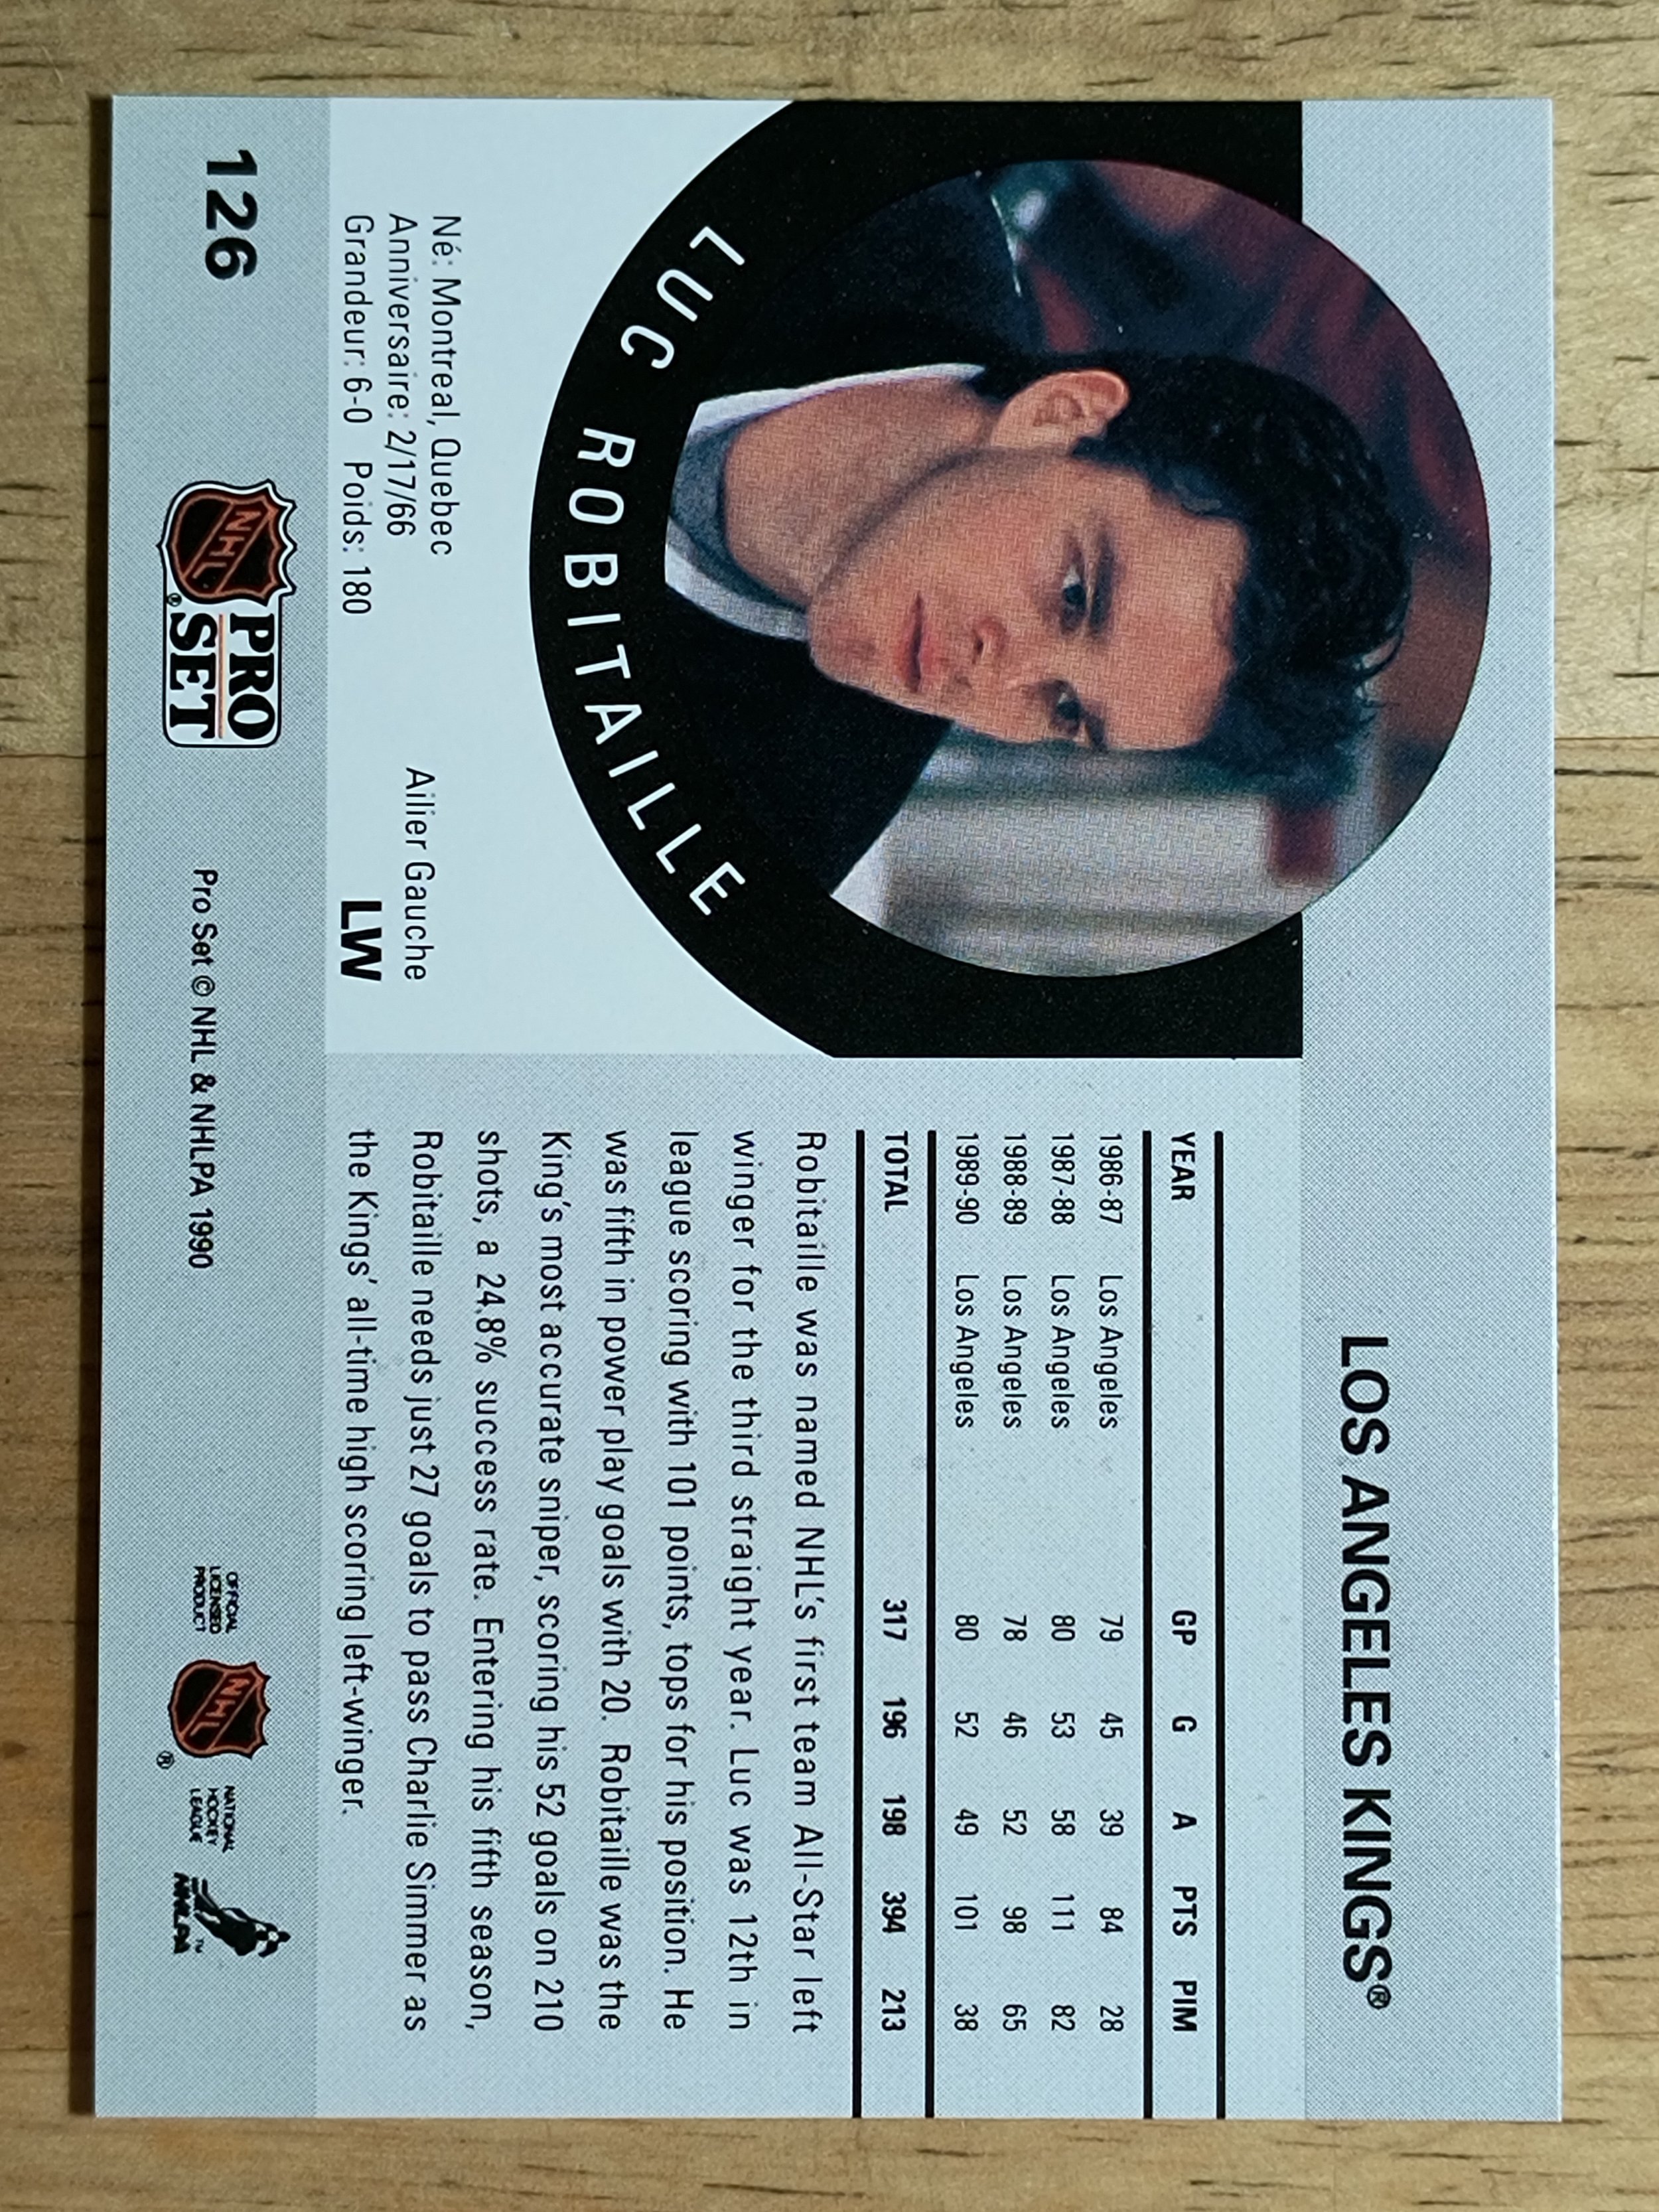 LOS ANGELES KINGS®
LUC ROBITAILLE
Né: Montreal, Quebec
Anniversaire: 2/17/66
Grandeur: 6-0 Poids: 180
Ailier Gauche
LW
YEAR GP G A PTS PIM
1986-87 Los Angeles 79 45 39 84 28
1987-88 Los Angeles 80 53 58 111 82
1988-89 Los Angeles 78 46 52 98 65
1989-90 Los Angeles 80 52 49 101 38
TOTAL 317 196 198 394 213
Robitaille was named NHL's first team All-Star left
winger for the third straight year. Luc was 12th in
league scoring with 101 points, tops for his position. He
was fifth in power play goals with 20. Robitaille was the
King's most accurate sniper, scoring his 52 goals on 210
shots, a 24.8% success rate. Entering his fifth season,
Robitaille needs just 27 goals to pass Charlie Simmer as
the Kings' all-time high scoring left-winger.
126
NHL
®
PRO
SET
Pro Set © NHL & NHLPA 1990
OFFICIAL
LICENSED
PRODUCT
NHL
®
NATIONAL
HOCKEY
LEAGUE
NHLPA
™